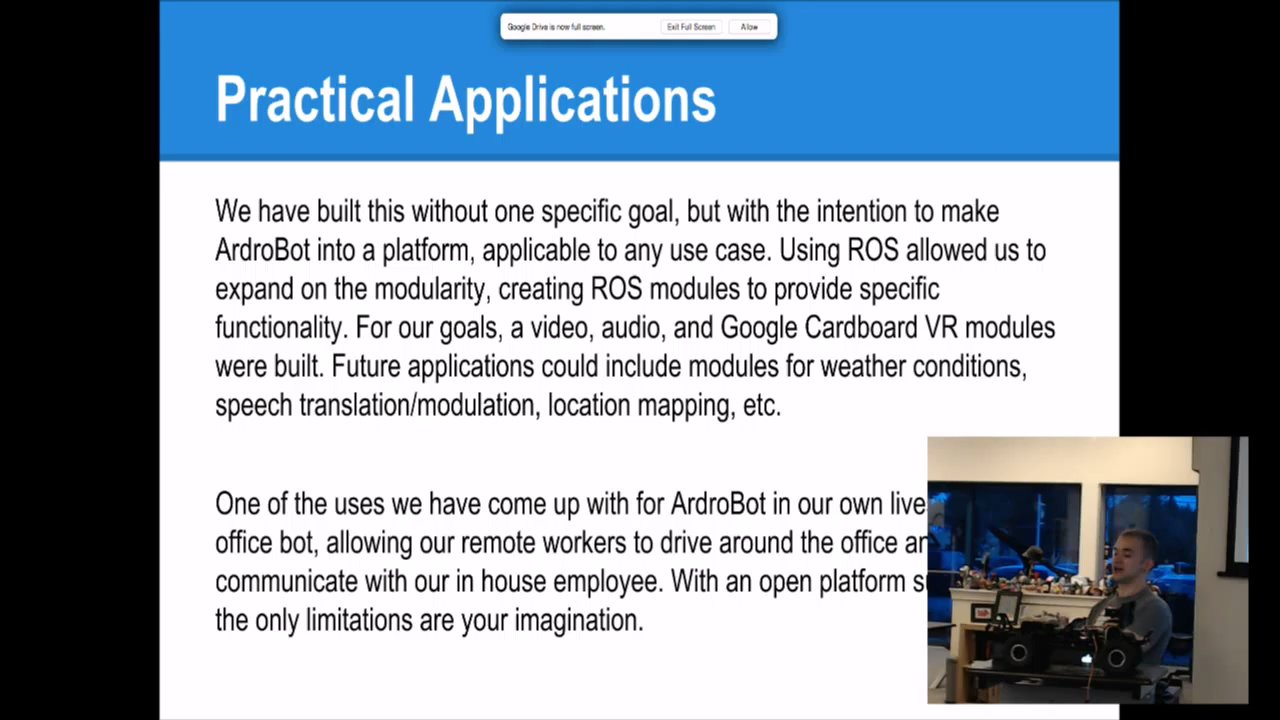 Google Drive is now full screen. Exit Full Screen Allow
Practical Applications
We have built this without one specific goal, but with the intention to make
ArdroBot into a platform, applicable to any use case. Using ROS allowed us to
expand on the modularity, creating ROS modules to provide specific
functionality. For our goals, a video, audio, and Google Cardboard VR modules
were built. Future applications could include modules for weather conditions,
speech translation/modulation, location mapping, etc.
One of the uses we have come up with for ArdroBot in our own live
office bot, allowing our remote workers to drive around the office
communicate with our in house employee. With an open platform
the only limitations are your imagination.